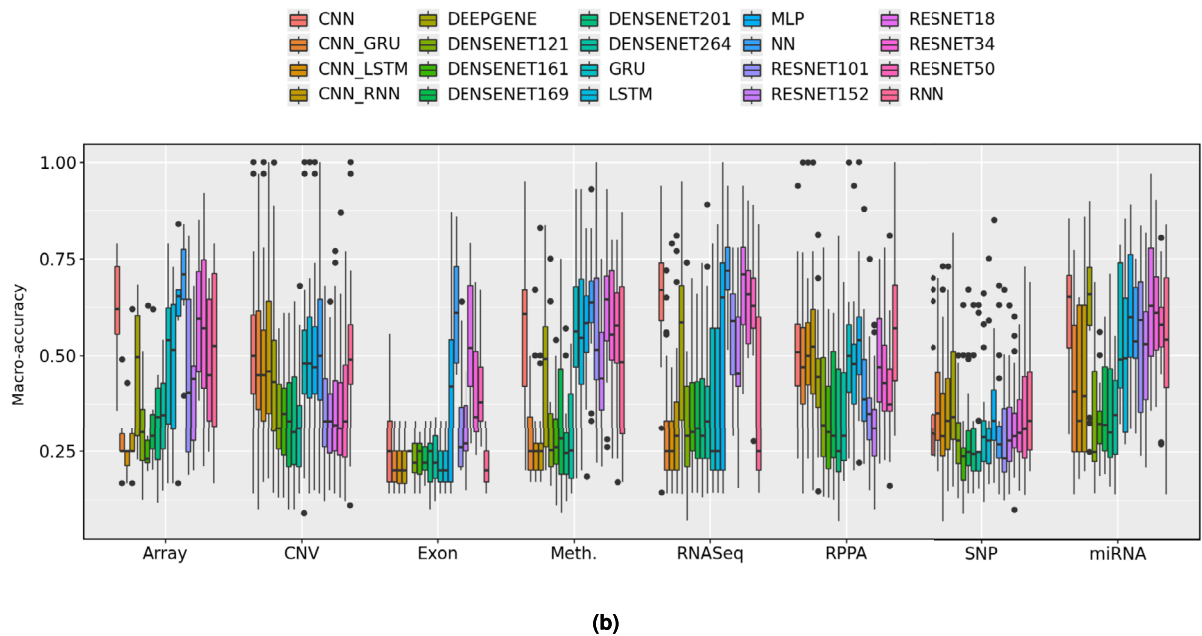 CNN DEEPGENE DENSENET201 MLP RESNET18
CNN_GRU DENSENET121 DENSENET264 NN RESNET34
CNN_LSTM DENSENET161 GRU RESNET101 RESNET50
CNN_RNN DENSENET169 LSTM RESNET152 RNN
Macro-accuracy
1.00
0.75
0.50
0.25
Array CNV Exon Meth. RNASeq RPPA SNP miRNA
(b)